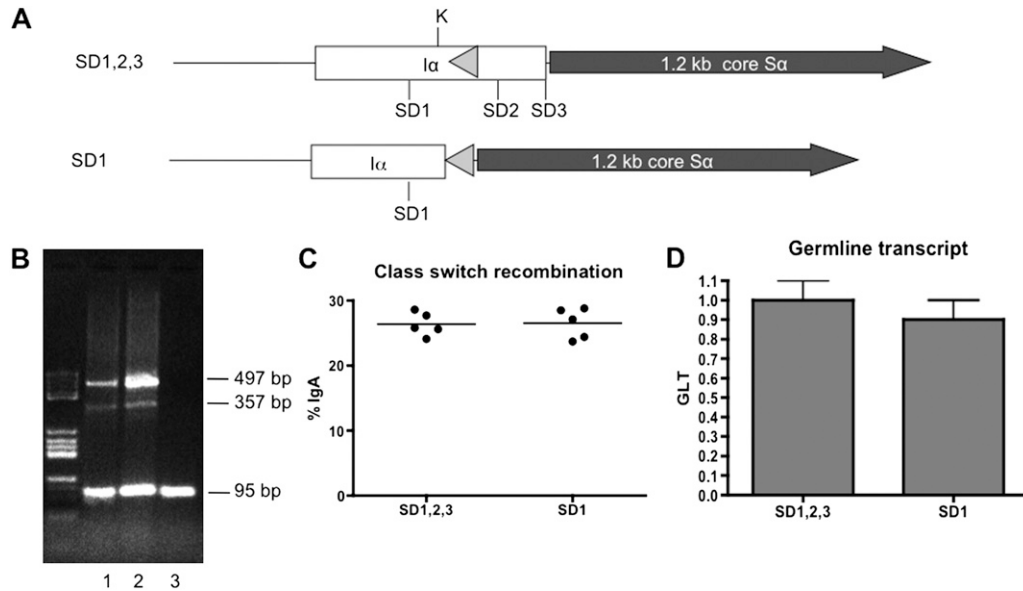 A
K
SD1,2,3
Iα
1.2 kb core Sα
SD1
SD2
SD3
SD1
Iα
1.2 kb core Sα
SD1
B
497 bp
357 bp
95 bp
1
2
3
C
Class switch recombination
% IgA
30
20
10
0
SD1,2,3
SD1
D
Germline transcript
GLT
1.1
1.0
0.9
0.8
0.7
0.6
0.5
0.4
0.3
0.2
0.1
0.0
SD1,2,3
SD1